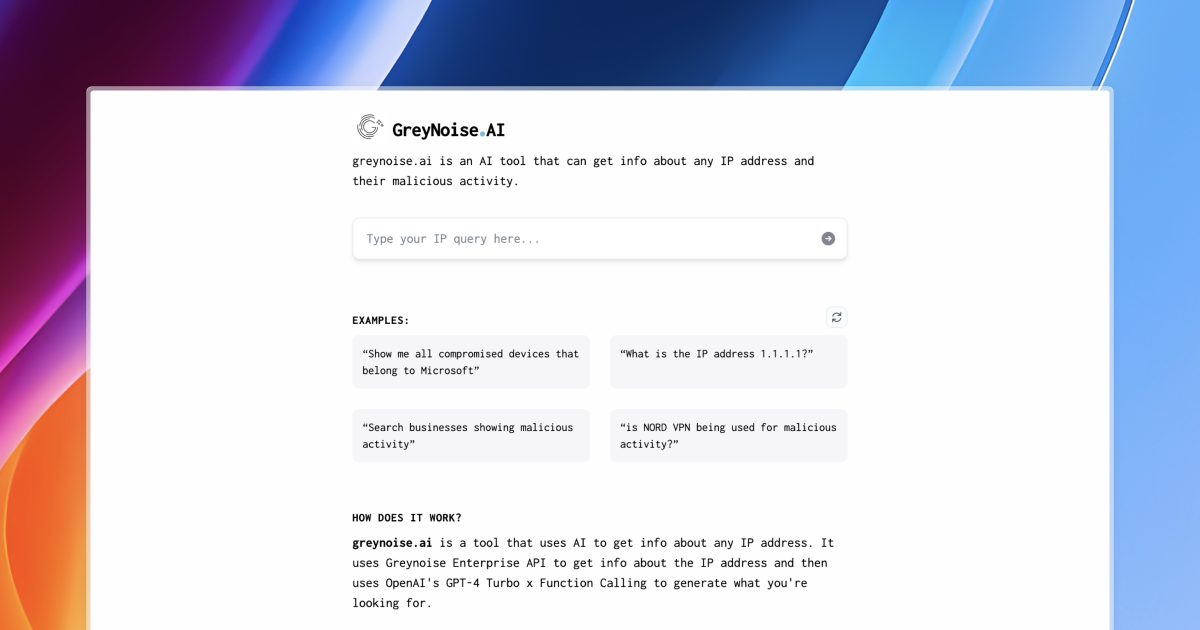 GreyNoise.AI
greynoise.ai is an AI tool that can get info about any IP address and
their malicious activity.
Type your IP query here...
EXAMPLES:
“Show me all compromised devices that
belong to Microsoft”
“What is the IP address 1.1.1.1?”
“Search businesses showing malicious
activity”
“is NORD VPN being used for malicious
activity?”
HOW DOES IT WORK?
greynoise.ai is a tool that uses AI to get info about any IP address. It
uses Greynoise Enterprise API to get info about the IP address and then
uses OpenAI's GPT-4 Turbo x Function Calling to generate what you're
looking for.